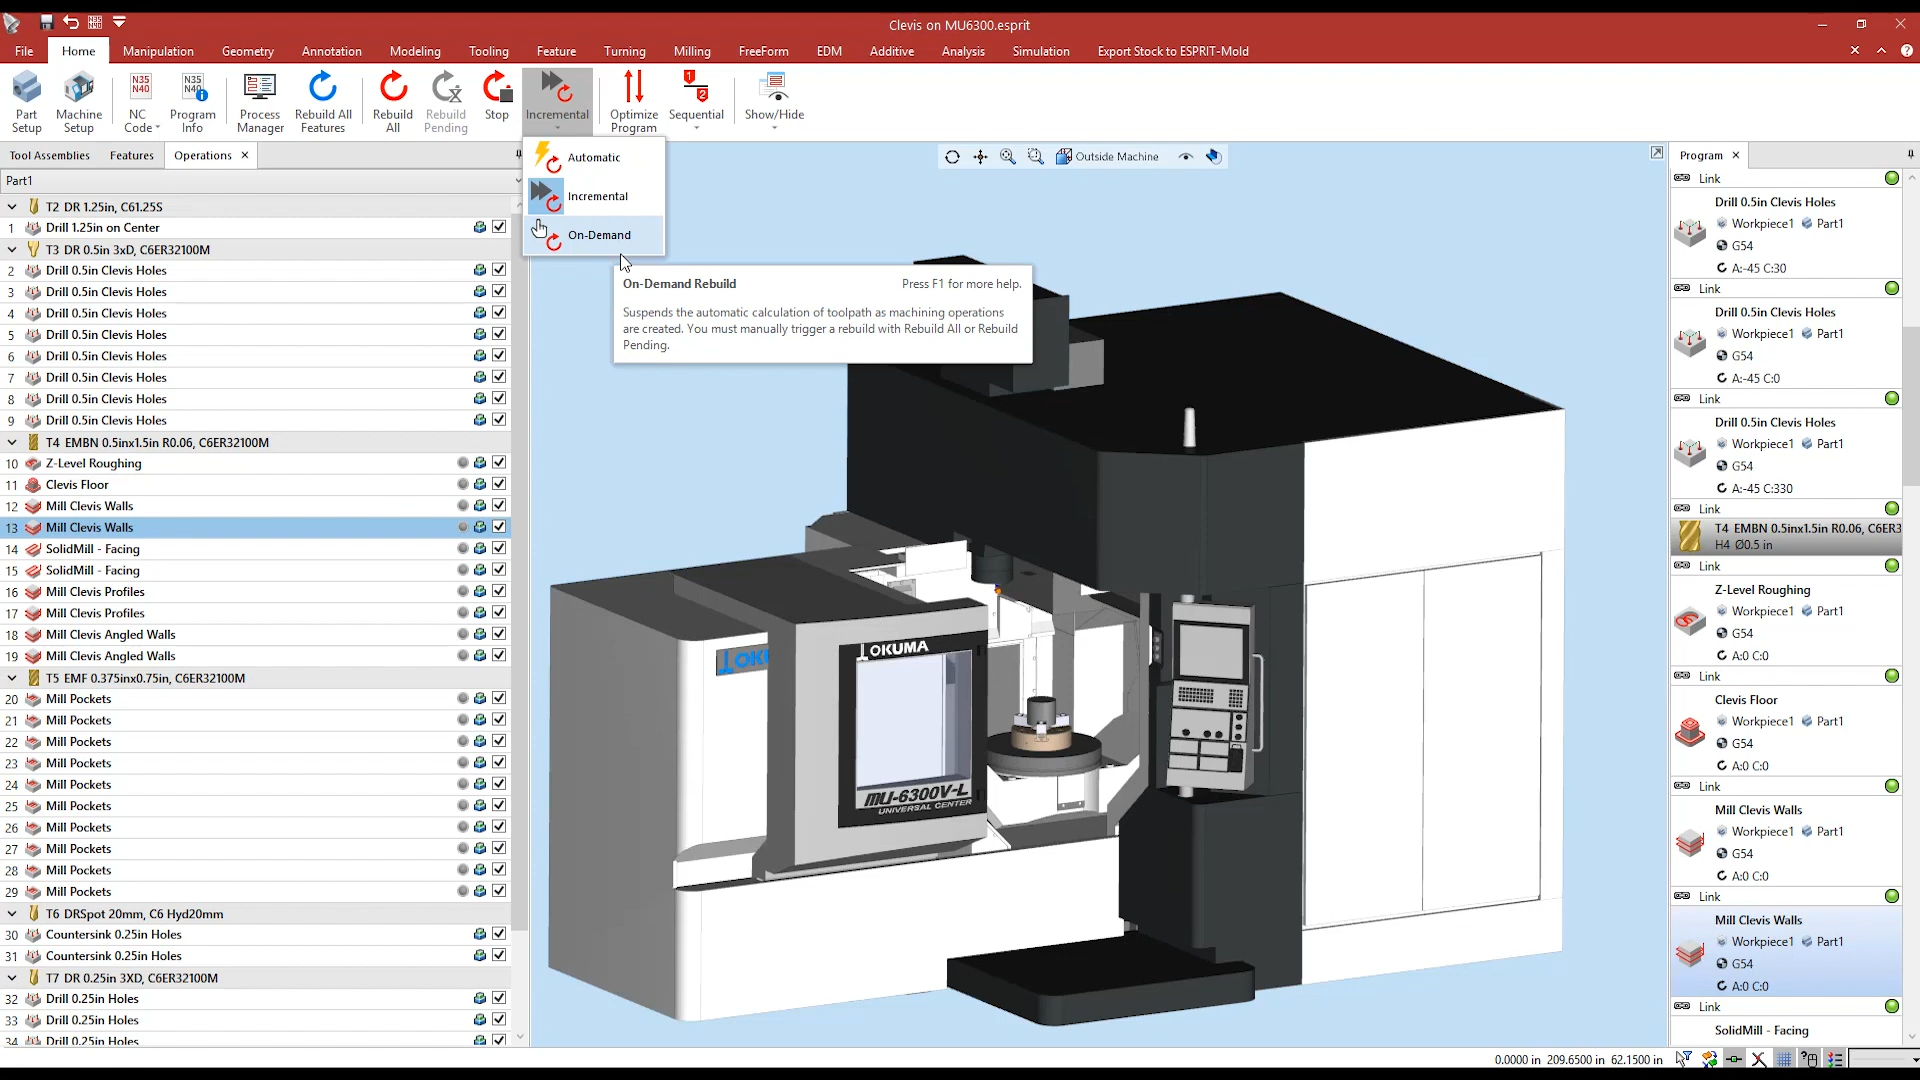 Clevis on MU6300.esprit
File Home Manipulation Geometry Annotation Modeling Tooling Feature Turning Milling FreeForm EDM Additive Analysis Simulation Export Stock to ESPRIT-Mold
N35 N40
N35 N40
1
2
Part Setup
Machine Setup
NC Code
Program Info
Process Manager
Rebuild All Features
Rebuild All
Rebuild Pending
Stop
Incremental
Optimize Program
Sequential
Show/Hide
Tool Assemblies Features Operations
Part1
T2 DR 1.25in, C61.25S
1 Drill 1.25in on Center
T3 DR 0.5in 3xD, C6ER32100M
2 Drill 0.5in Clevis Holes
3 Drill 0.5in Clevis Holes
4 Drill 0.5in Clevis Holes
5 Drill 0.5in Clevis Holes
6 Drill 0.5in Clevis Holes
7 Drill 0.5in Clevis Holes
8 Drill 0.5in Clevis Holes
9 Drill 0.5in Clevis Holes
T4 EMBN 0.5inx1.5in R0.06, C6ER32100M
10 Z-Level Roughing
11 Clevis Floor
12 Mill Clevis Walls
13 Mill Clevis Walls
14 SolidMill - Facing
15 SolidMill - Facing
16 Mill Clevis Profiles
17 Mill Clevis Profiles
18 Mill Clevis Angled Walls
19 Mill Clevis Angled Walls
T5 EMF 0.375inx0.75in, C6ER32100M
20 Mill Pockets
21 Mill Pockets
22 Mill Pockets
23 Mill Pockets
24 Mill Pockets
25 Mill Pockets
26 Mill Pockets
27 Mill Pockets
28 Mill Pockets
29 Mill Pockets
T6 DRSpot 20mm, C6 Hyd20mm
30 Countersink 0.25in Holes
31 Countersink 0.25in Holes
T7 DR 0.25in 3XD, C6ER32100M
32 Drill 0.25in Holes
33 Drill 0.25in Holes
34 Drill 0.25in Holes
Automatic
Incremental
On-Demand
On-Demand Rebuild Press F1 for more help.
Suspends the automatic calculation of toolpath as machining operations
are created. You must manually trigger a rebuild with Rebuild All or Rebuild
Pending.
Outside Machine
OKU
OKUMA
MU-6300V-L
UNIVERSAL CENTER
Program
Link
Drill 0.5in Clevis Holes
Workpiece1 Part1
G54
A:-45 C:30
Link
Drill 0.5in Clevis Holes
Workpiece1 Part1
G54
A:-45 C:0
Link
Drill 0.5in Clevis Holes
Workpiece1 Part1
G54
A:-45 C:330
Link
T4 EMBN 0.5inx1.5in R0.06, C6ER3
H4 Ø0.5 in
Link
Z-Level Roughing
Workpiece1 Part1
G54
A:0 C:0
Link
Clevis Floor
Workpiece1 Part1
G54
A:0 C:0
Link
Mill Clevis Walls
Workpiece1 Part1
G54
A:0 C:0
Link
Mill Clevis Walls
Workpiece1 Part1
G54
A:0 C:0
Link
SolidMill - Facing
0.0000 in 209.6500 in 62.1500 in